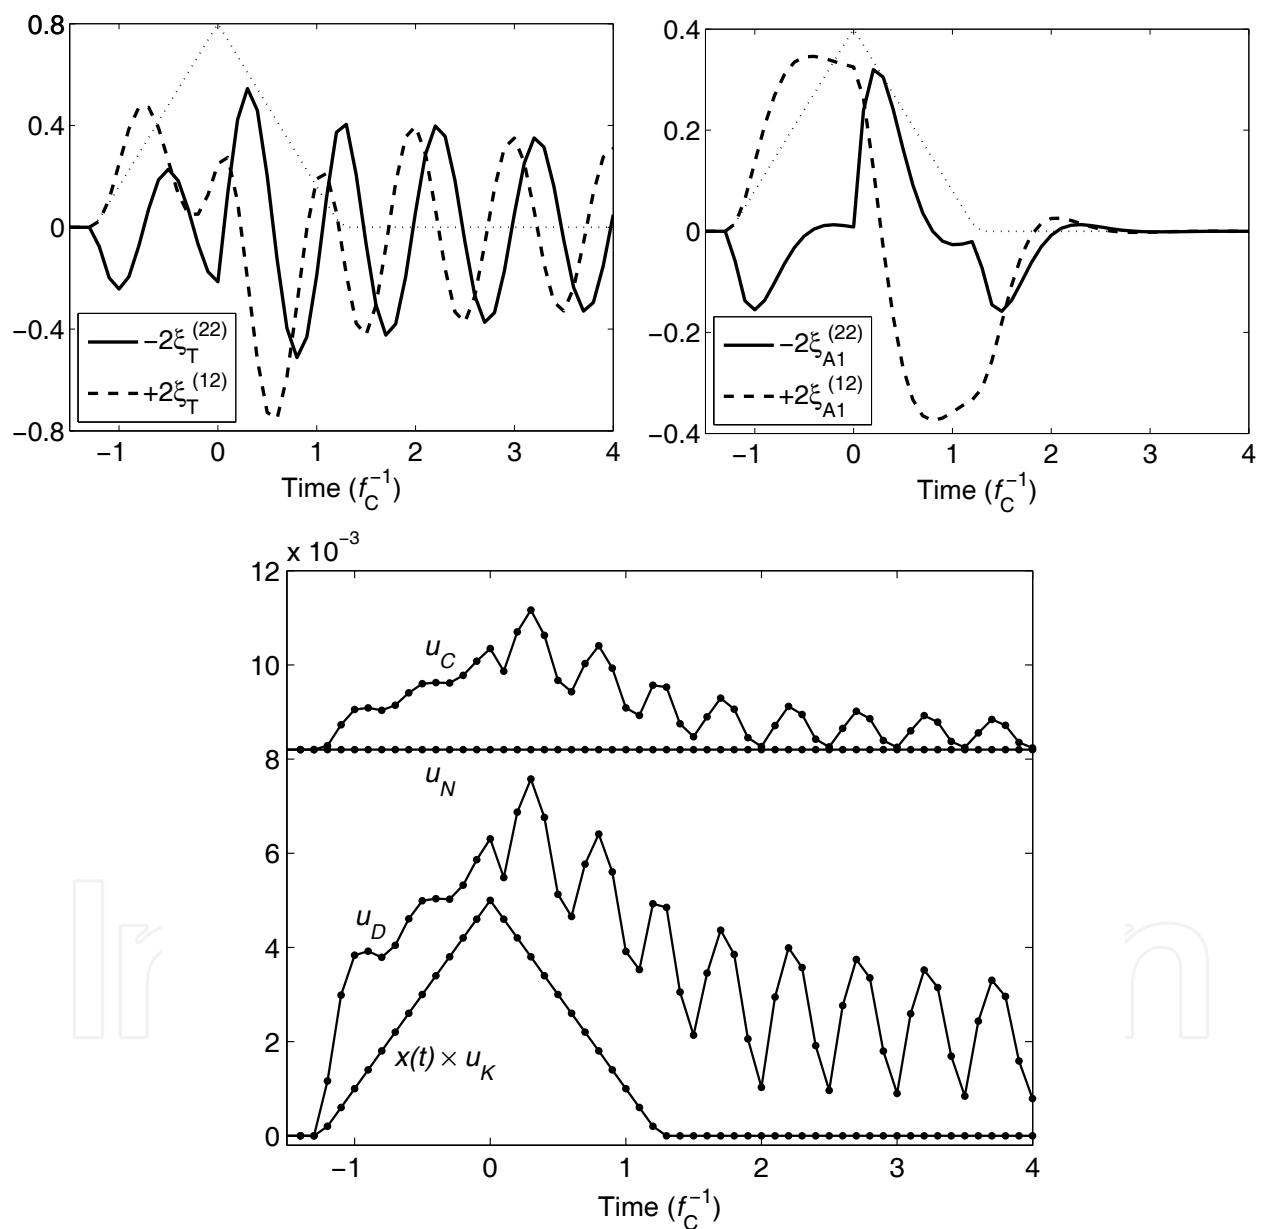 0.8
0.4
0
−0.4
−0.8
−1 0 1 2 3 4
Time (f_C^−1)
−2ξ_T^(22)
+2ξ_T^(12)
0.4
0.2
0
−0.2
−0.4
−1 0 1 2 3 4
Time (f_C^−1)
−2ξ_A1^(22)
+2ξ_A1^(12)
x 10^−3
12
10
8
6
4
2
0
u_C
u_N
u_D
x(t) × u_K
−1 0 1 2 3 4
Time (f_C^−1)